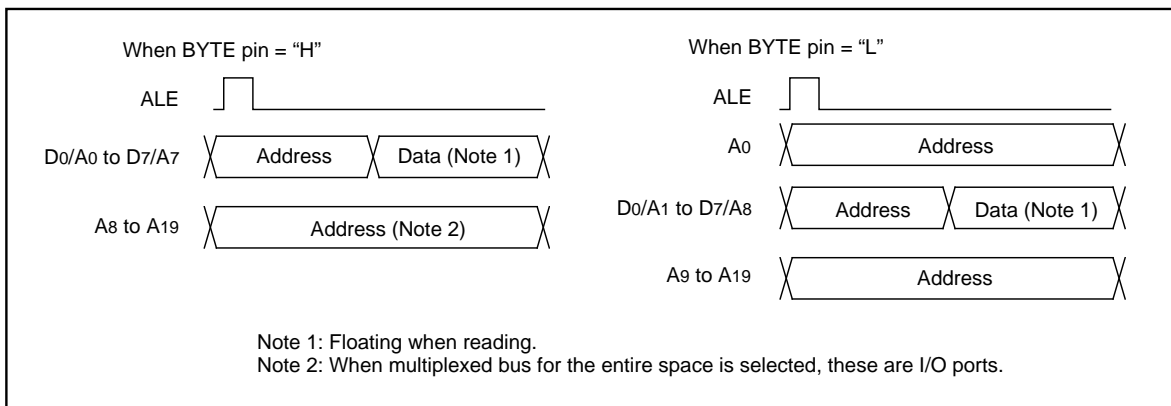 When BYTE pin = “H”
ALE
D0/A0 to D7/A7
Address
Data (Note 1)
A8 to A19
Address (Note 2)
When BYTE pin = “L”
ALE
A0
Address
D0/A1 to D7/A8
Address
Data (Note 1)
A9 to A19
Address
Note 1: Floating when reading.
Note 2: When multiplexed bus for the entire space is selected, these are I/O ports.